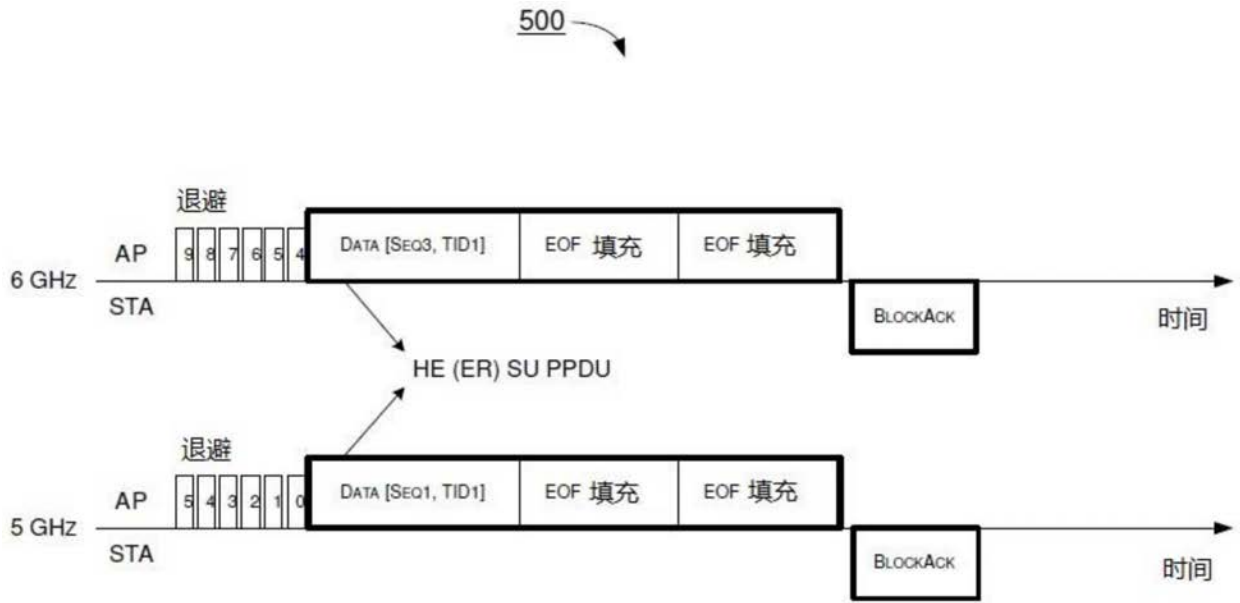 500
退避
AP 9 8 7 6 5 4 DATA [SEQ3, TID1] EOF 填充 EOF 填充
6 GHz
STA BLOCKACK 时间
HE (ER) SU PPDU
退避
AP 5 4 3 2 1 0 DATA [SEQ1, TID1] EOF 填充 EOF 填充
5 GHz
STA BLOCKACK 时间